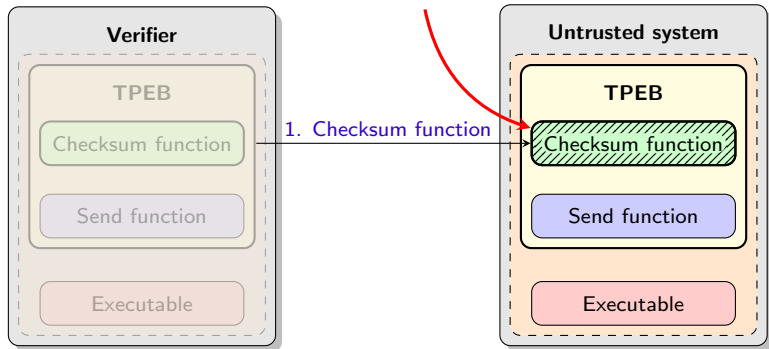 Verifier
TPEB
Checksum function
Send function
Executable
1. Checksum function
Untrusted system
TPEB
Checksum function
Send function
Executable